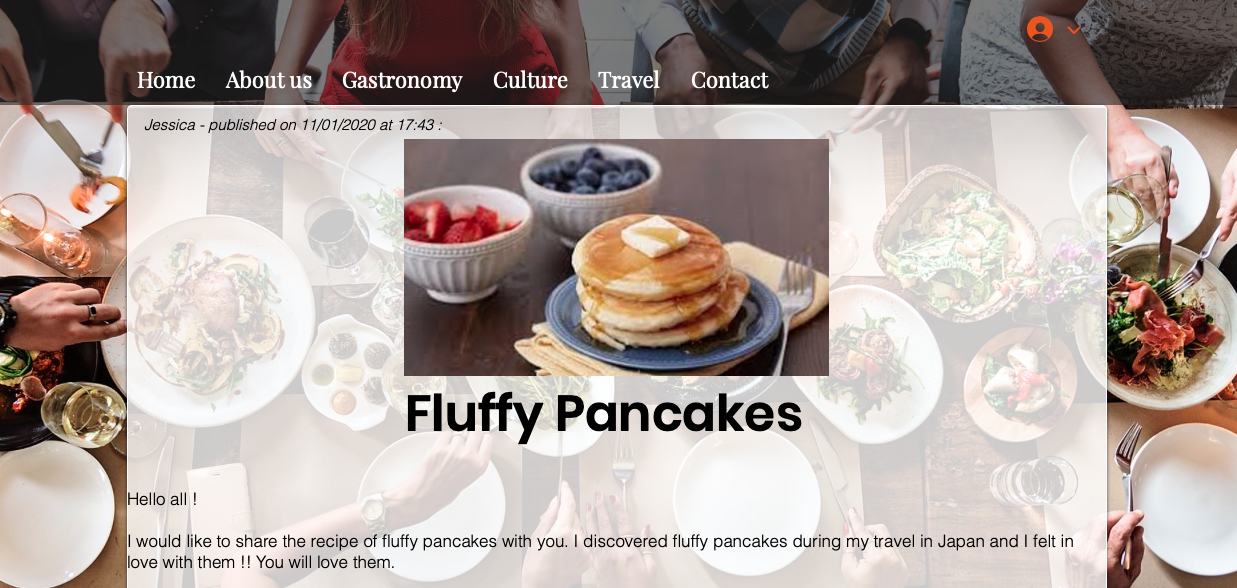 Home About us Gastronomy Culture Travel Contact
Jessica - published on 11/01/2020 at 17:43 :
Fluffy Pancakes
Hello all !
I would like to share the recipe of fluffy pancakes with you. I discovered fluffy pancakes during my travel in Japan and I felt in
love with them !! You will love them.